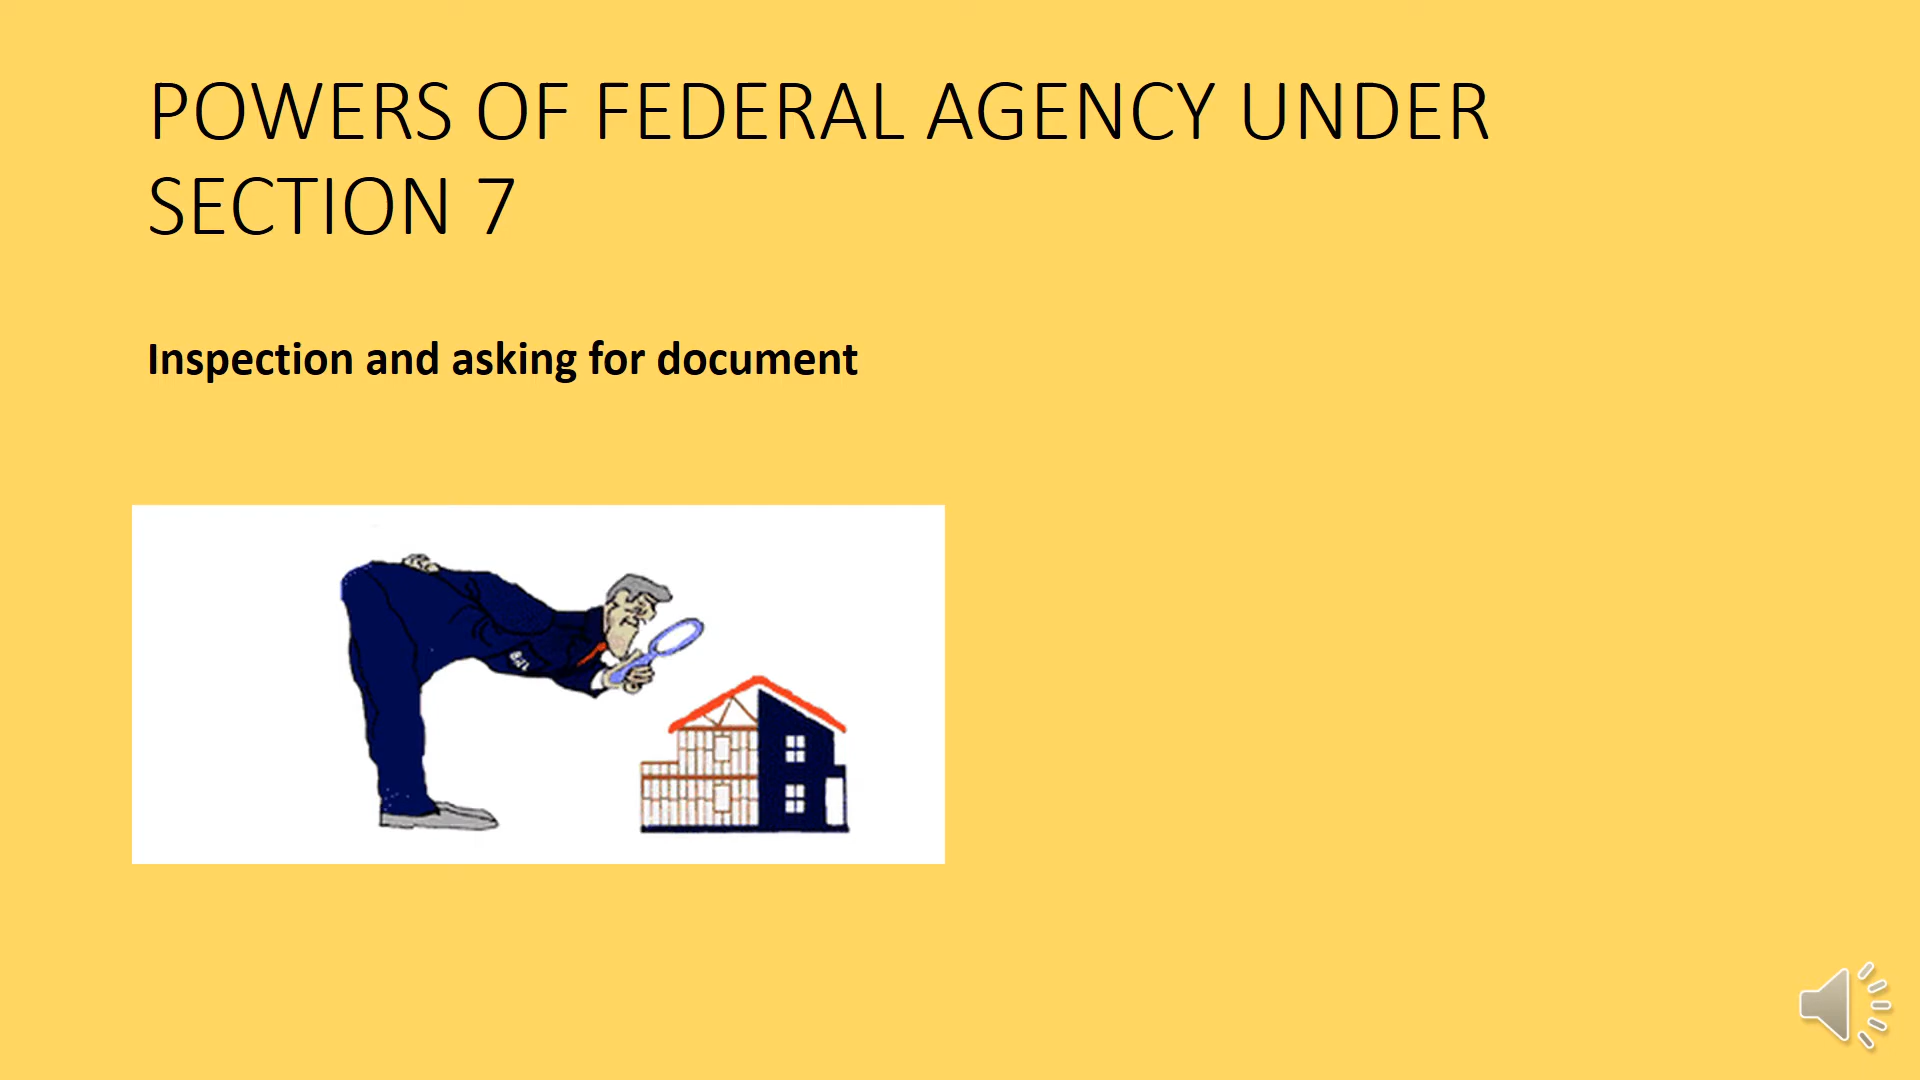 POWERS OF FEDERAL AGENCY UNDER
SECTION 7
Inspection and asking for document